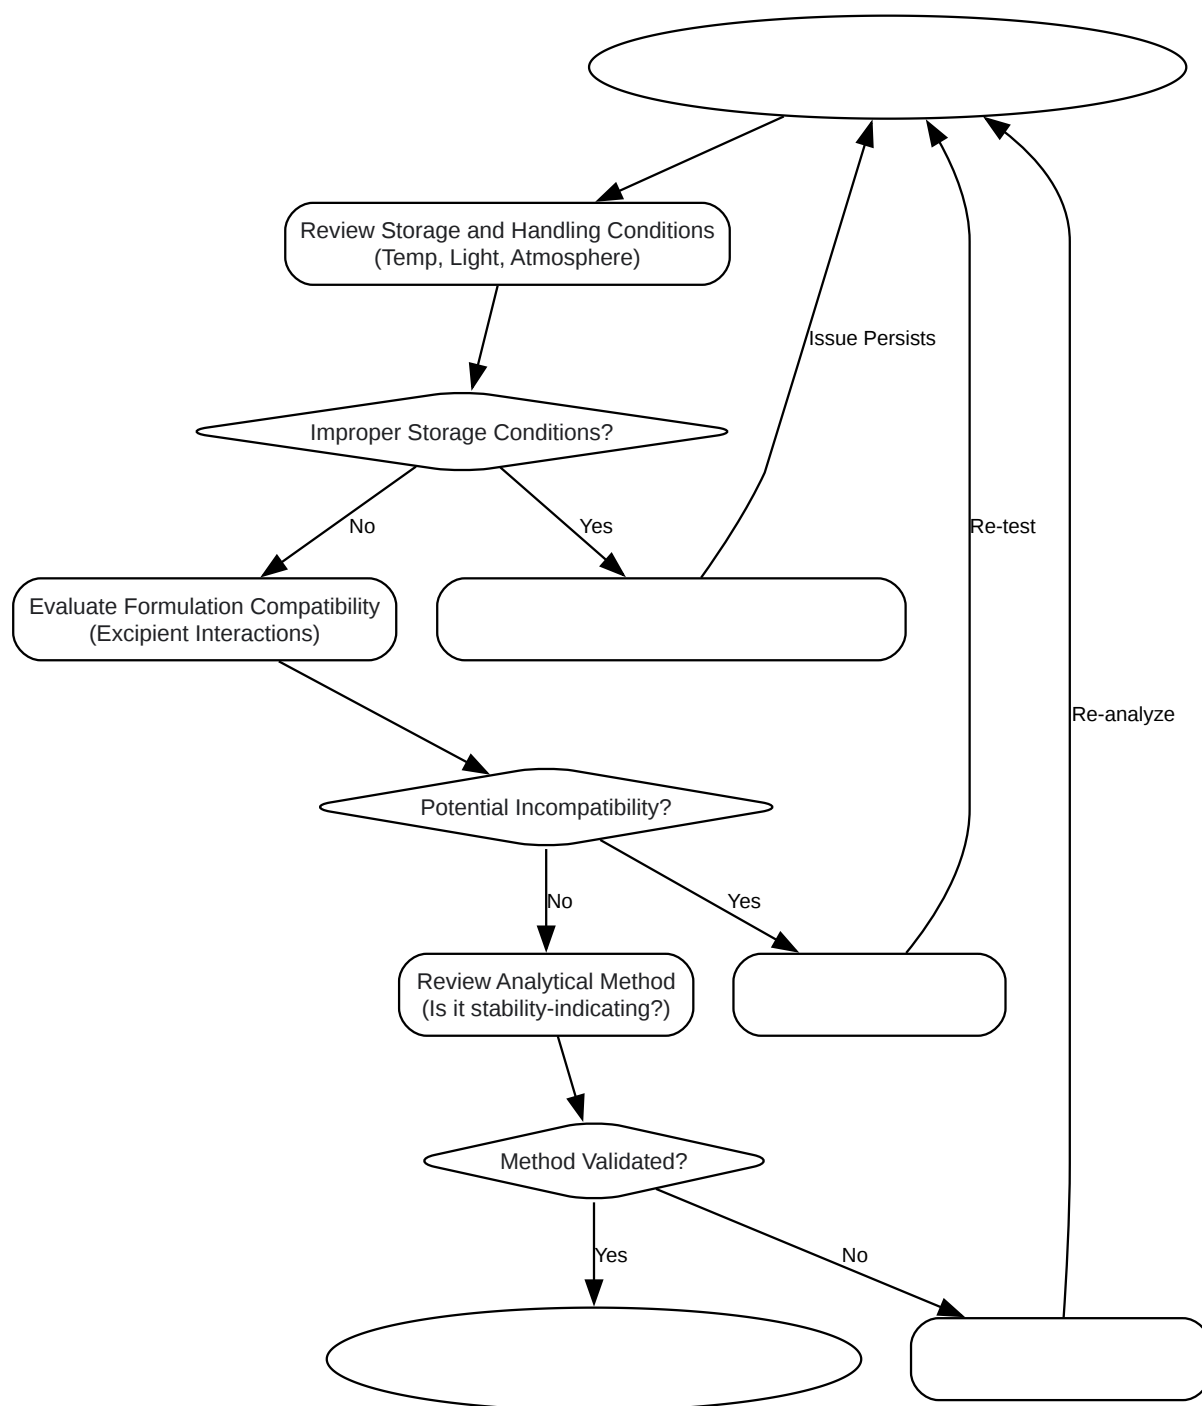 Review Storage and Handling Conditions
(Temp, Light, Atmosphere)
Issue Persists
Improper Storage Conditions?
No
Yes
Re-test
Evaluate Formulation Compatibility
(Excipient Interactions)
Re-analyze
Potential Incompatibility?
No
Yes
Review Analytical Method
(Is it stability-indicating?)
Method Validated?
Yes
No